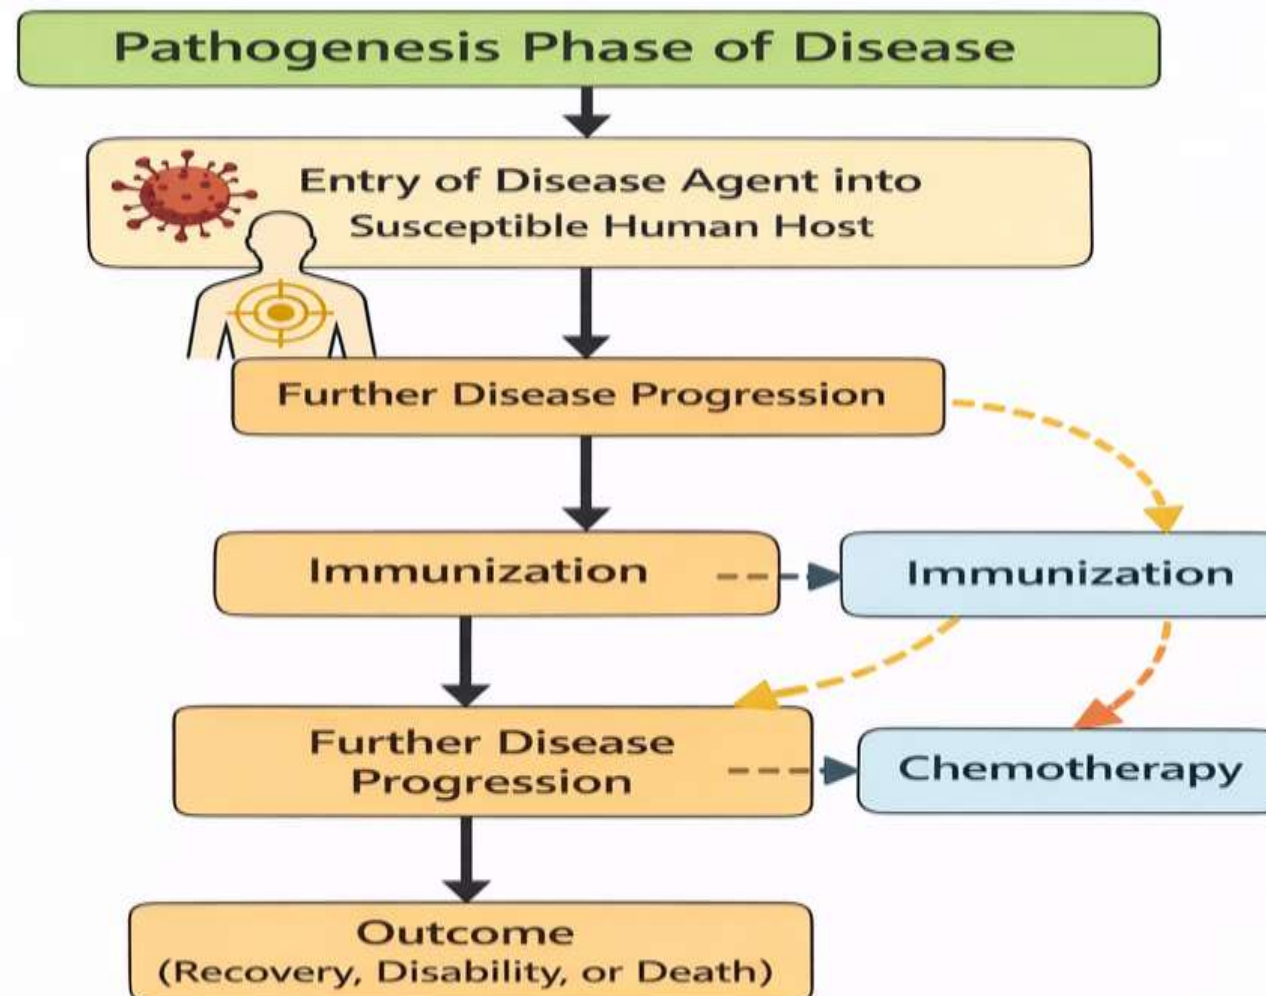 Pathogenesis Phase of Disease
Entry of Disease Agent into
Susceptible Human Host
Further Disease Progression
Immunization
Immunization
Further Disease
Progression
Chemotherapy
Outcome
(Recovery, Disability, or Death)